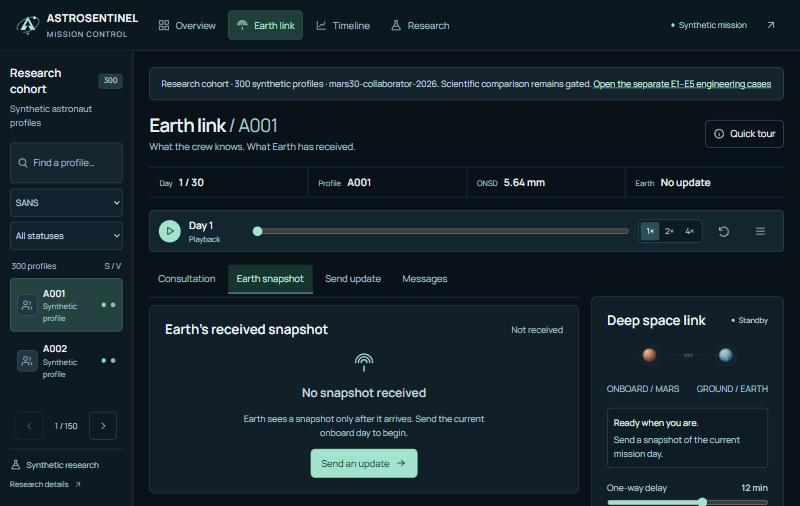 ASTROSENTINEL
MISSION CONTROL
Overview
Earth link
Timeline
Research
Synthetic mission
Research cohort
300
Synthetic astronaut profiles
Find a profile...
SANS
All statuses
300 profiles
S / V
A001
Synthetic profile
A002
Synthetic profile
1 / 150
Synthetic research
Research details
Research cohort · 300 synthetic profiles · mars30-collaborator-2026. Scientific comparison remains gated. Open the separate E1–E5 engineering cases
Earth link / A001
What the crew knows. What Earth has received.
Quick tour
Day 1 / 30
Profile A001
ONSD 5.64 mm
Earth No update
Day 1
Playback
1×
2×
4×
Consultation
Earth snapshot
Send update
Messages
Earth's received snapshot
Not received
No snapshot received
Earth sees a snapshot only after it arrives. Send the current
onboard day to begin.
Send an update
Deep space link
Standby
ONBOARD / MARS
GROUND / EARTH
Ready when you are.
Send a snapshot of the current
mission day.
One-way delay
12 min